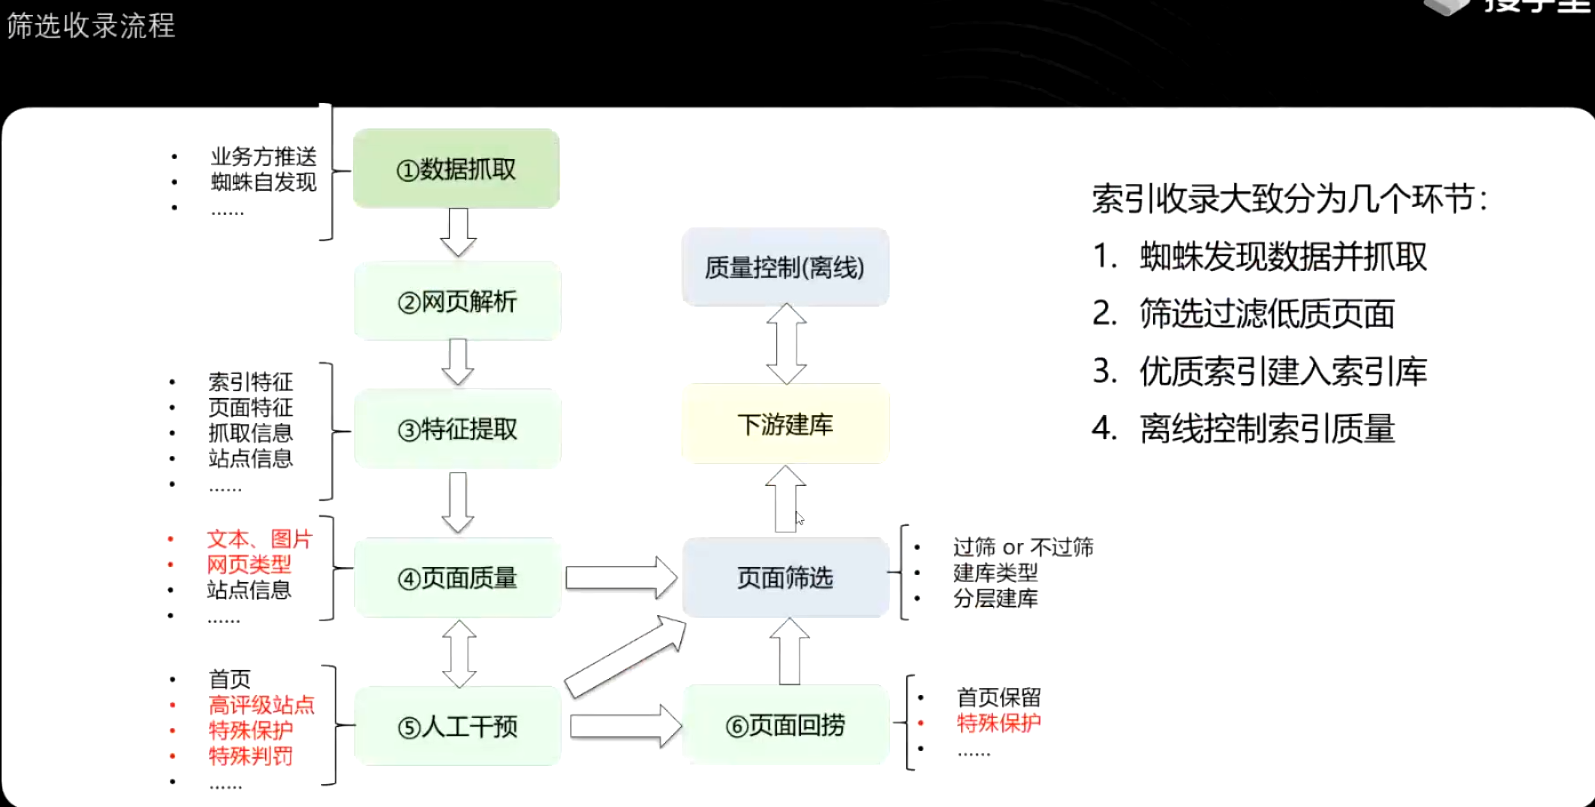 筛选收录流程
业务方推送
蜘蛛自发现
......
①数据抓取
②网页解析
索引特征
页面特征
抓取信息
站点信息
......
③特征提取
文本、图片
网页类型
站点信息
......
④页面质量
首页
高评级站点
特殊保护
特殊判罚
......
⑤人工干预
质量控制(离线)
下游建库
页面筛选
过筛 or 不过筛
建库类型
分层建库
⑥页面回捞
首页保留
特殊保护
......
索引收录大致分为几个环节：
1. 蜘蛛发现数据并抓取
2. 筛选过滤低质页面
3. 优质索引建入索引库
4. 离线控制索引质量